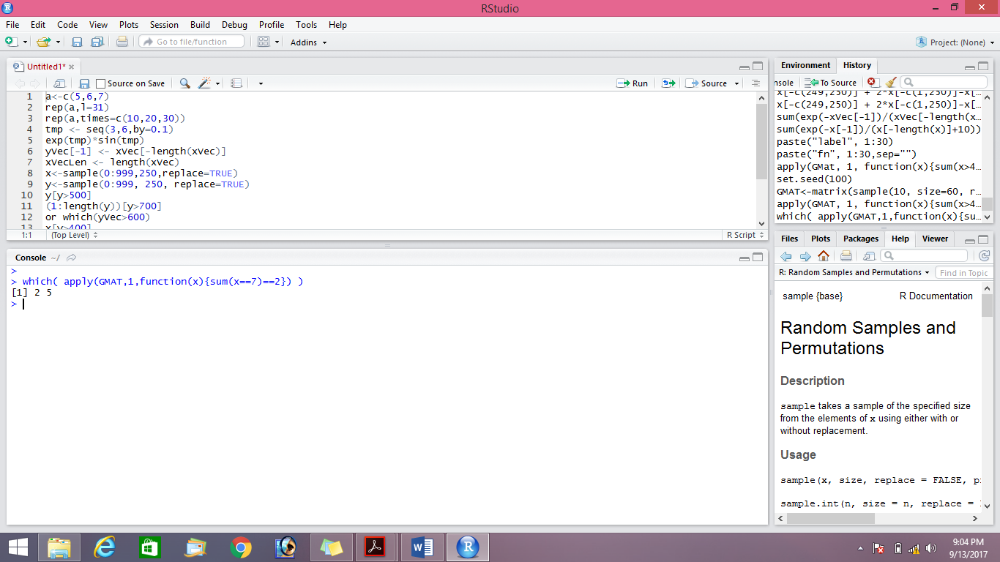 RStudio
File Edit Code View Plots Session Build Debug Profile Tools Help
Go to file/function Addins Project: (None)
Untitled1*
Source on Save Run Source
1 a<-c(5,6,7)
2 rep(a,l=31)
3 rep(a,times=c(10,20,30))
4 tmp <- seq(3,6,by=0.1)
5 exp(tmp)*sin(tmp)
6 yVec[-1] <- xVec[-length(xVec)]
7 xVecLen <- length(xVec)
8 x<-sample(0:999,250,replace=TRUE)
9 y<-sample(0:999, 250, replace=TRUE)
10 y[y>500]
11 (1:length(y))[y>700]
12 or which(yVec>600)
13 x[y>400]
1:1 (Top Level) R Script
Console ~/
>
> which( apply(GMAT,1,function(x){sum(x==7)==2}) )
[1] 2 5
>
Environment History
nsole To Source
x[-c(249,250)] + 2*x[-c(1,250)]-x[…
x[-c(249,250)] + 2*x[-c(1,250)]-x[…
sum(exp(-xVec[-1])/(xVec[-length(x…
sum(exp(-x[-1])/(x[-length(x)]+10))
paste("label", 1:30)
paste("fn", 1:30,sep="")
apply(GMat, 1, function(x){sum(x>4…
set.seed(100)
GMAT<-matrix(sample(10, size=60, r…
apply(GMAT, 1, function(x){sum(x>4…
which( apply(GMAT,1,function(x){su…
Files Plots Packages Help Viewer
R: Random Samples and Permutations Find in Topic
sample {base} R Documentation
Random Samples and
Permutations
Description
sample takes a sample of the specified size
from the elements of x using either with or
without replacement.
Usage
sample(x, size, replace = FALSE, p
sample.int(n, size = n, replace =
9:04 PM
9/13/2017